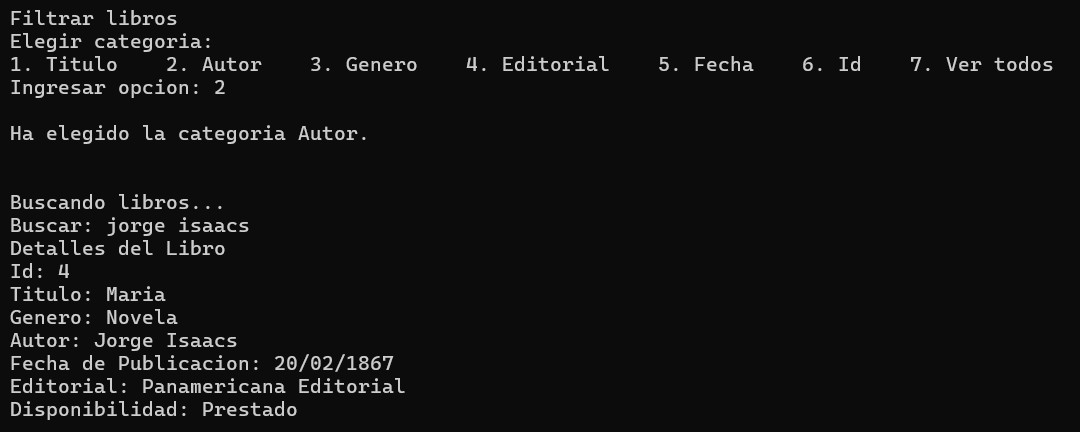 Filtrar libros
Elegir categoria:
1. Titulo    2. Autor    3. Genero    4. Editorial    5. Fecha    6. Id    7. Ver todos
Ingresar opcion: 2
Ha elegido la categoria Autor.
Buscando libros...
Buscar: jorge isaacs
Detalles del Libro
Id: 4
Titulo: Maria
Genero: Novela
Autor: Jorge Isaacs
Fecha de Publicacion: 20/02/1867
Editorial: Panamericana Editorial
Disponibilidad: Prestado